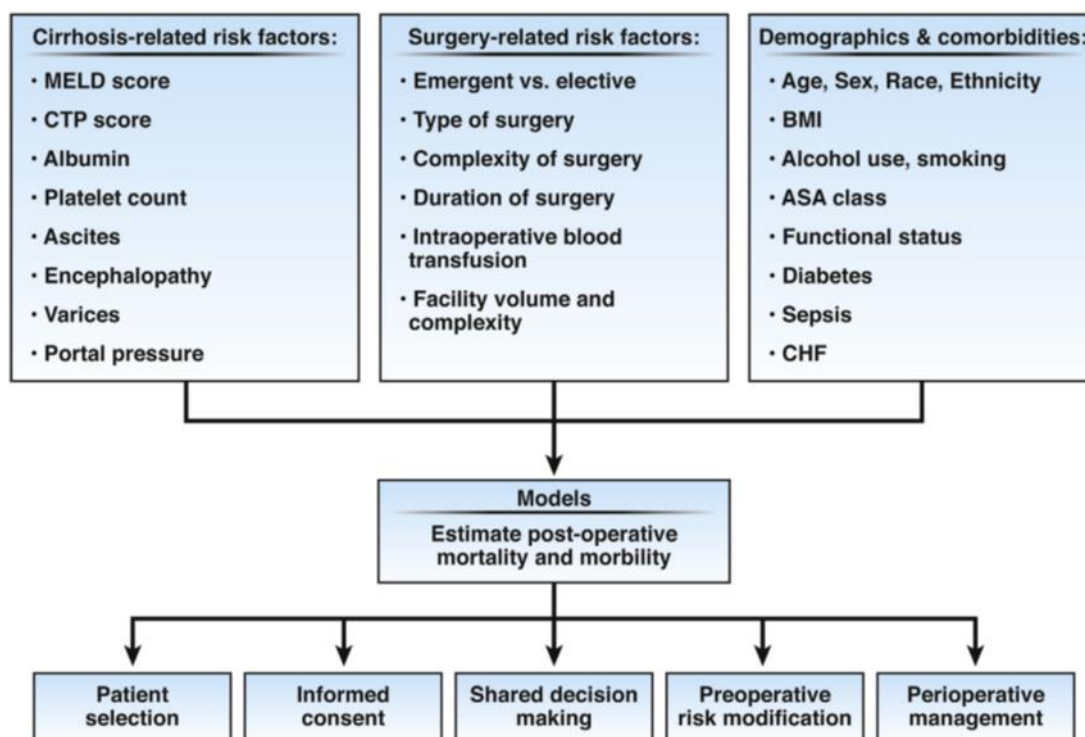 Cirrhosis-related risk factors:
· MELD score
· CTP score
· Albumin
· Platelet count
· Ascites
· Encephalopathy
· Varices
· Portal pressure
Surgery-related risk factors:
· Emergent vs. elective
· Type of surgery
· Complexity of surgery
· Duration of surgery
· Intraoperative blood
transfusion
· Facility volume and
complexity
Demographics & comorbidities:
· Age, Sex, Race, Ethnicity
· BMI
· Alcohol use, smoking
· ASA class
· Functional status
· Diabetes
· Sepsis
· CHF
Models
Estimate post-operative
mortality and morbility
Patient
selection
Informed
consent
Shared decision
making
Preoperative
risk modification
Perioperative
management